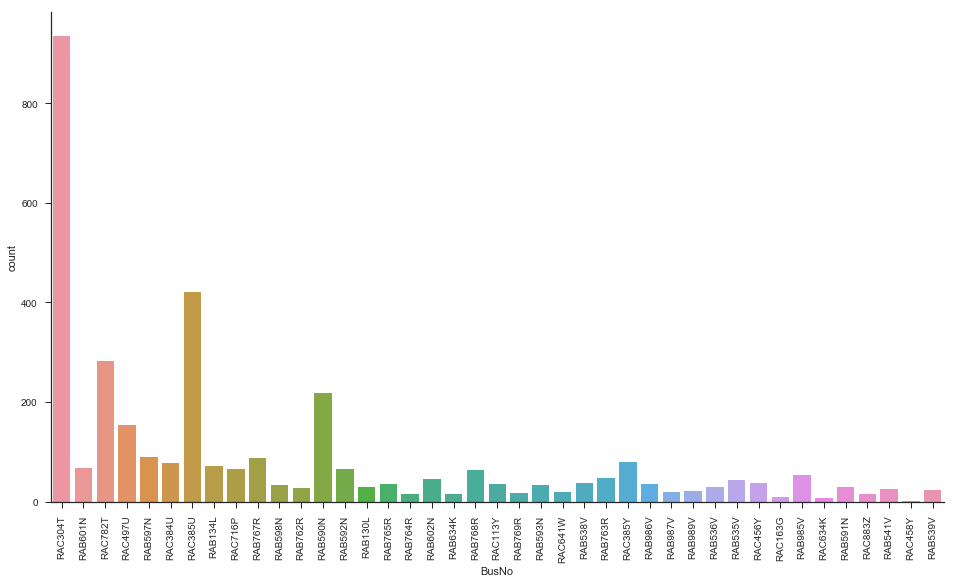 800
600
400
200
0
count
RAC304T
RAB601N
RAC782T
RAC497U
RAB597N
RAC384U
RAC385U
RAB134L
RAC716P
RAB767R
RAB598N
RAB762R
RAB590N
RAB592N
RAB130L
RAB765R
RAB764R
RAB602N
RAB634K
RAB768R
RAC113Y
RAB769R
RAB593N
RAC641W
RAB538V
RAB763R
RAC385Y
RAB986V
RAB987V
RAB989V
RAB536V
RAB535V
RAC456Y
RAC163G
RAB985V
RAC634K
RAB591N
RAC883Z
RAB541V
RAC458Y
RAB539V
BusNo